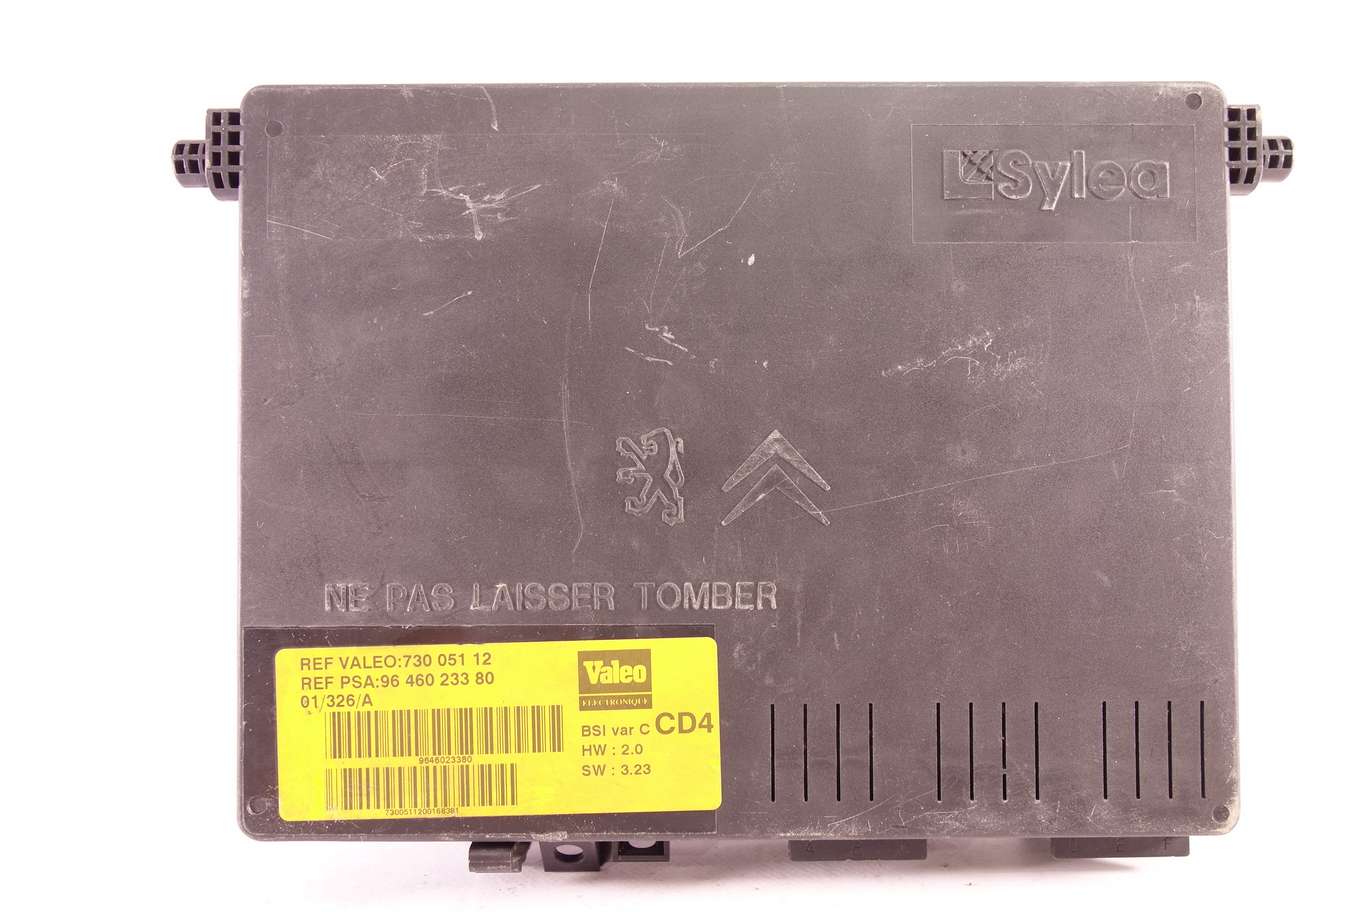 Sylea
NE PAS LAISSER TOMBER
REF VALEO:730 051 12
REF PSA:96 460 233 80
01/326/A
9646023380
7300511200168381
Valeo
ELECTRONIQUE
BSI var C CD4
HW : 2.0
SW : 3.23